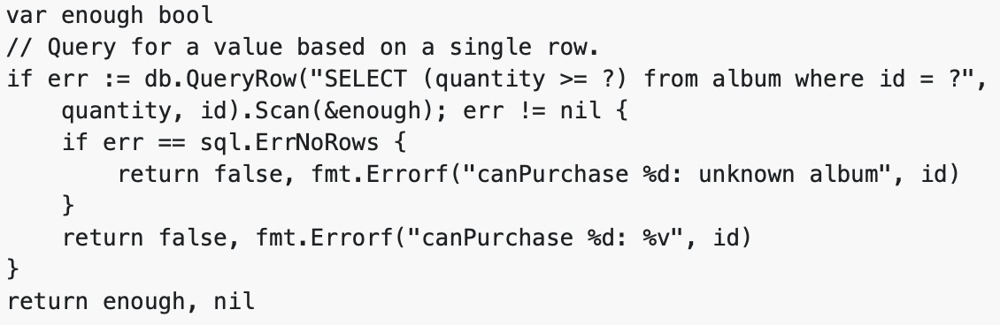 var enough bool
// Query for a value based on a single row.
if err := db.QueryRow("SELECT (quantity >= ?) from album where id = ?",
    quantity, id).Scan(&enough); err != nil {
    if err == sql.ErrNoRows {
        return false, fmt.Errorf("canPurchase %d: unknown album", id)
    }
    return false, fmt.Errorf("canPurchase %d: %v", id)
}
return enough, nil